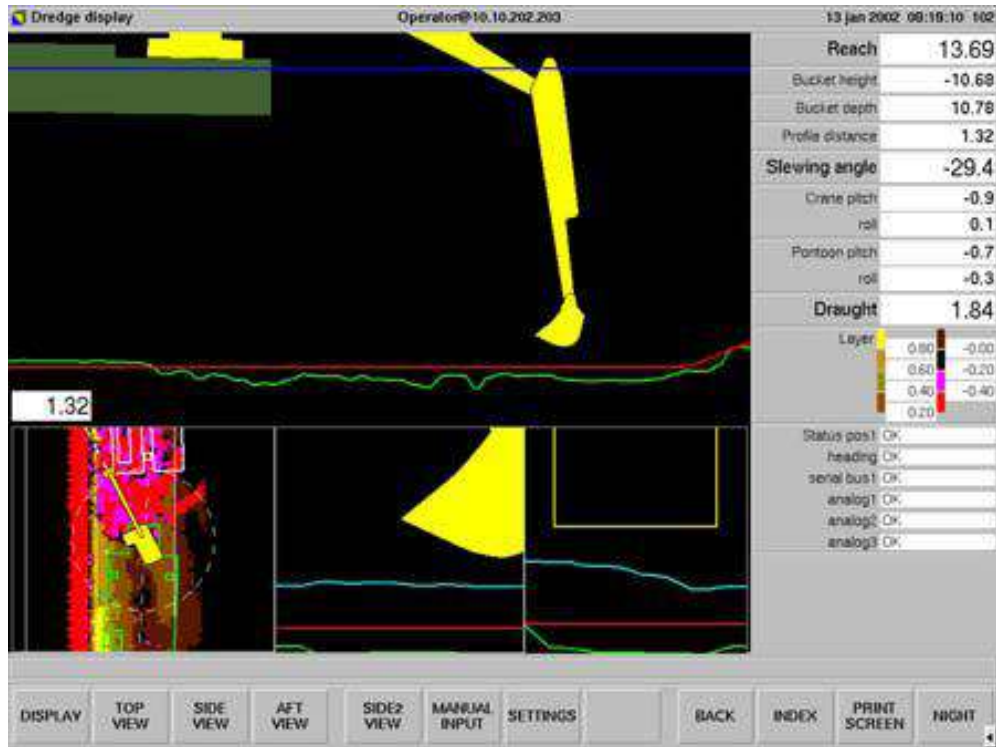 Dredge display Operator@10.10.202.203 13 jan 2002 08:18:10 102
Reach 13.69
Bucket height -10.68
Bucket depth 10.78
Profile distance 1.32
Slewing angle -29.4
Crane pitch -0.9
roll 0.1
Pontoon pitch -0.7
roll -0.3
Draught 1.84
Layer
0.80 -0.00
0.60 -0.20
0.40 -0.40
0.20
1.32
Status pos1 OK
heading OK
serial bus1 OK
analog1 OK
analog2 OK
analog3 OK
DISPLAY TOP VIEW SIDE VIEW AFT VIEW SIDE2 VIEW MANUAL INPUT SETTINGS BACK INDEX PRINT SCREEN NIGHT